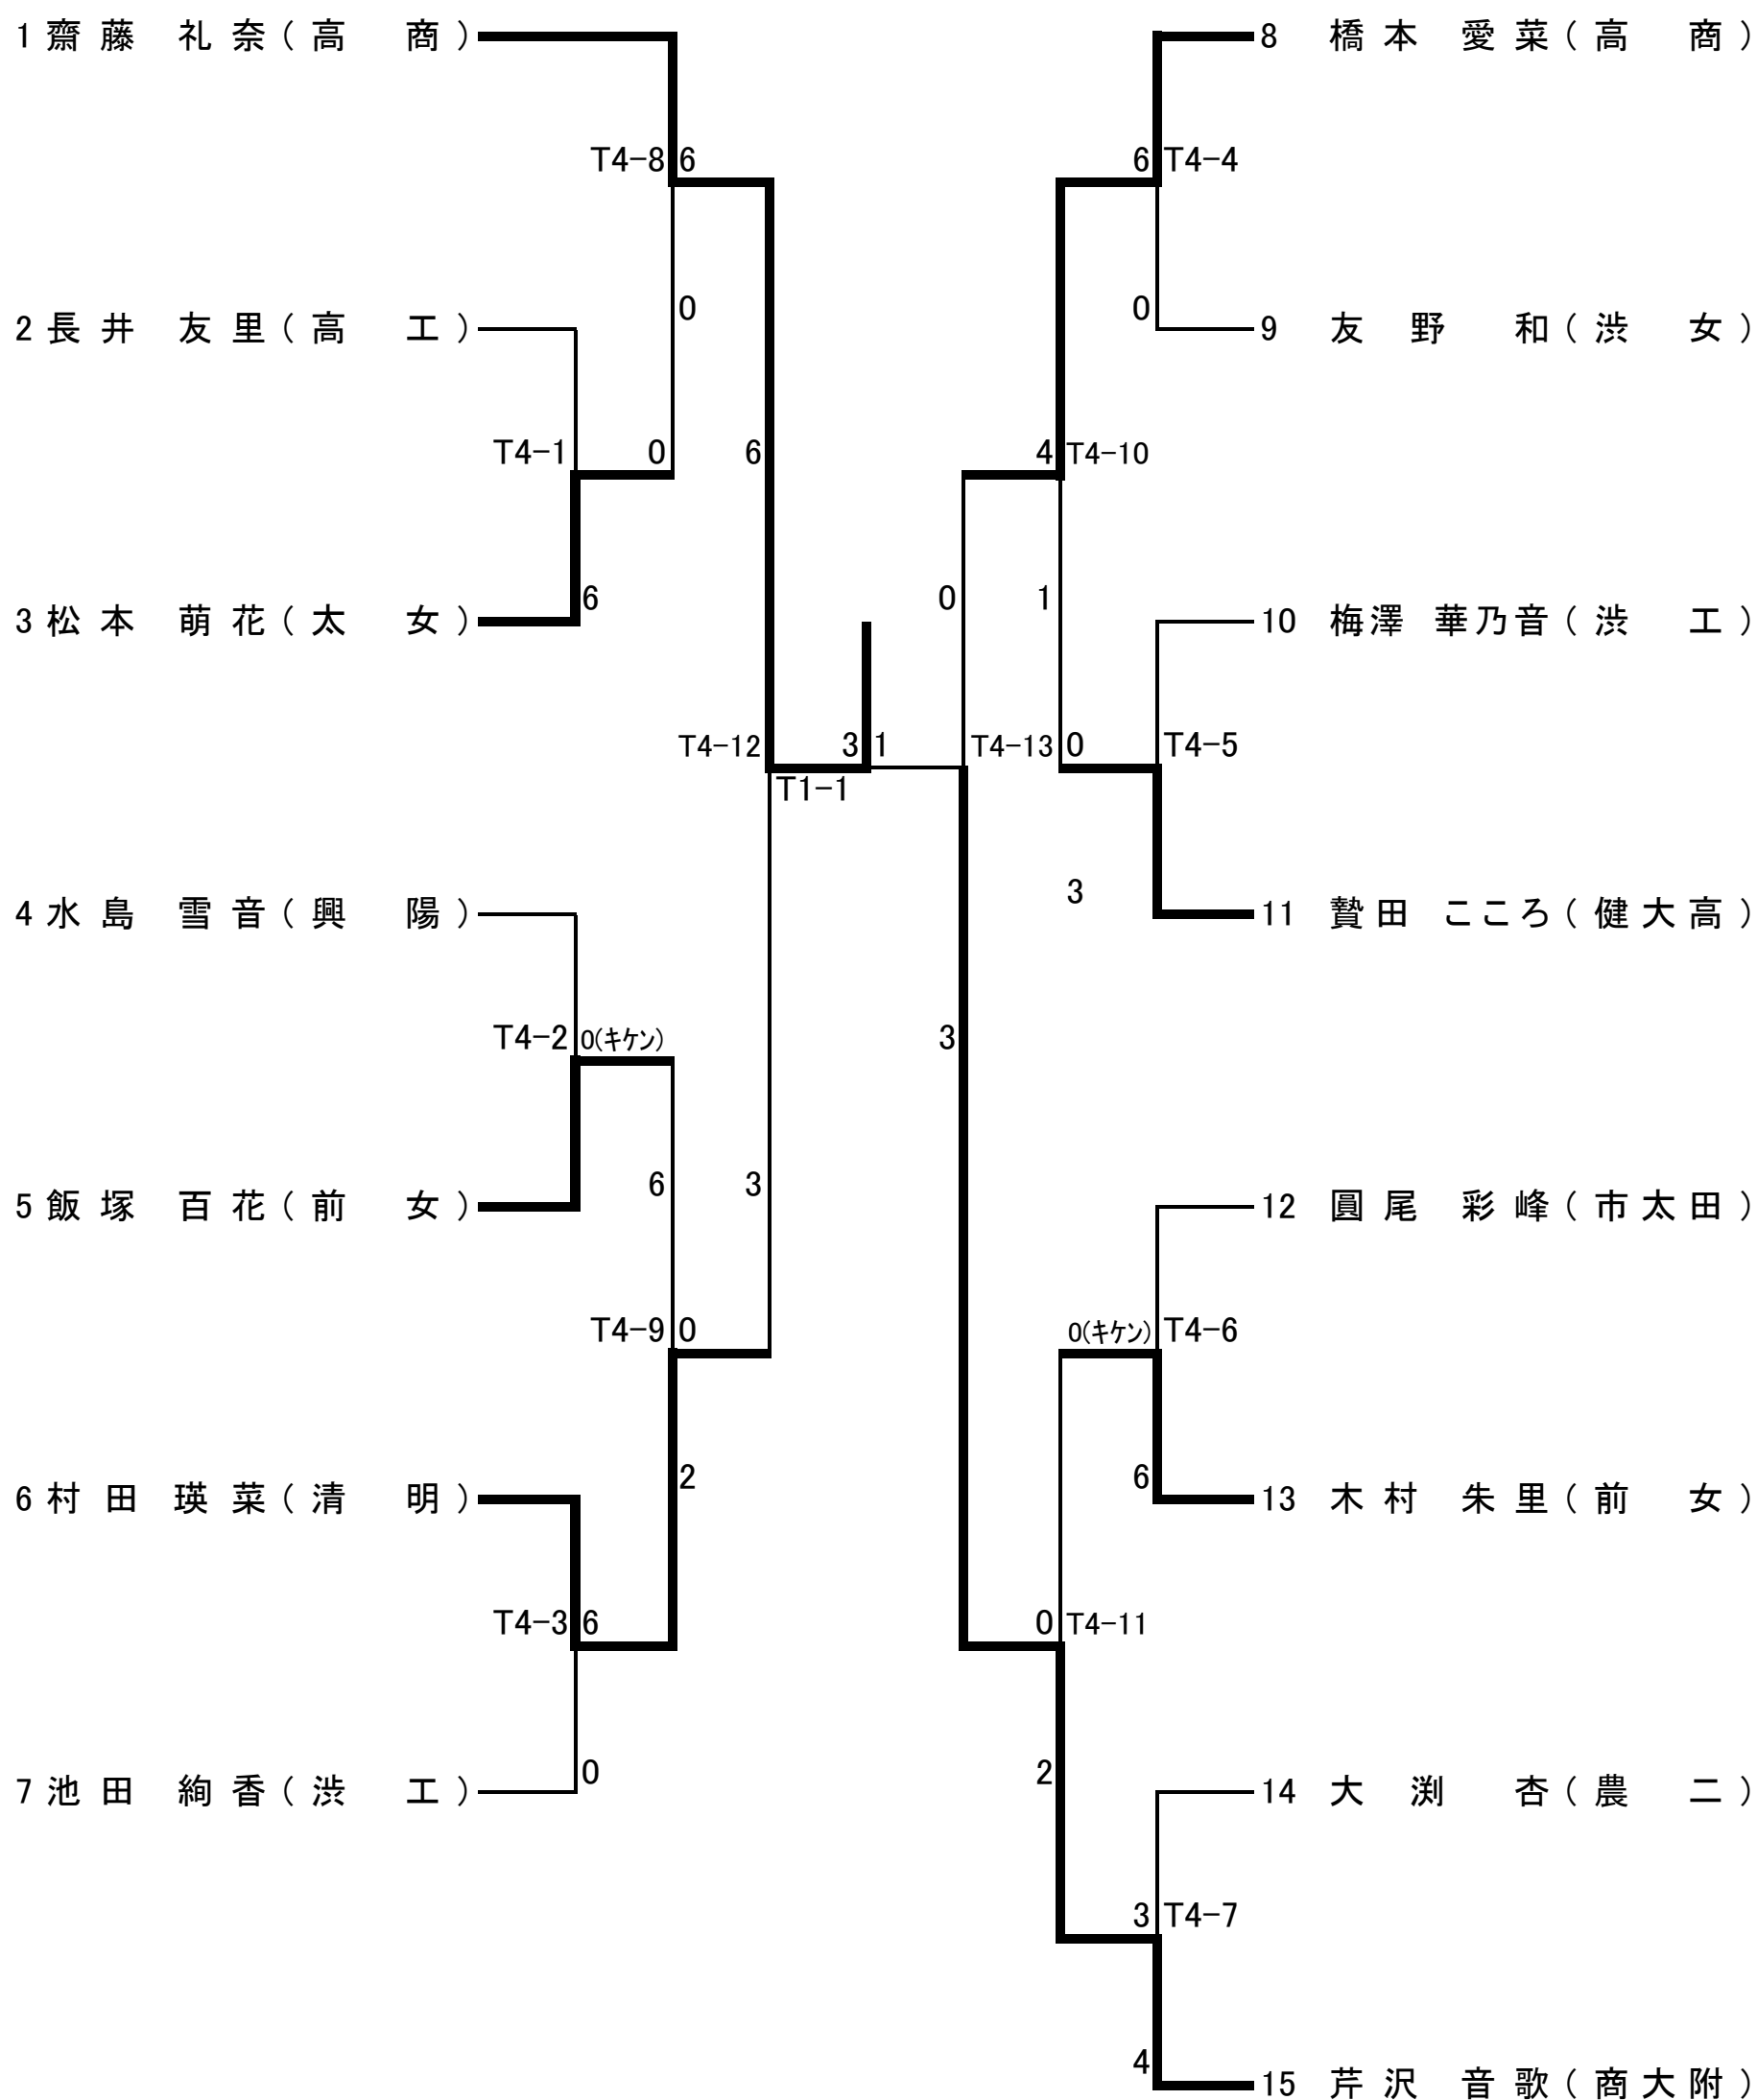 1 齋藤 礼奈(高 商)
8 橋本 愛菜(高 商)
T4-8 6
6 T4-4
0
0
2 長井 友里(高 工)
9 友野 和(渋 女)
T4-1 0 6
4 T4-10
6
0 1
3 松本 萌花(太 女)
10 梅澤 華乃音(渋 工)
T4-12 3 1 T4-13 0 T4-5
T1-1
3
4 水島 雪音(興 陽)
11 贄田 こころ(健大高)
T4-2 0(キケン)
3
6 3
5 飯塚 百花(前 女)
12 圓尾 彩峰(市太田)
T4-9 0
0(キケン) T4-6
2
6
6 村田 瑛菜(清 明)
13 木村 朱里(前 女)
T4-3 6
0 T4-11
0
2
7 池田 絢香(渋 工)
14 大渕 杏(農 二)
3 T4-7
4
15 芹沢 音歌(商大附)